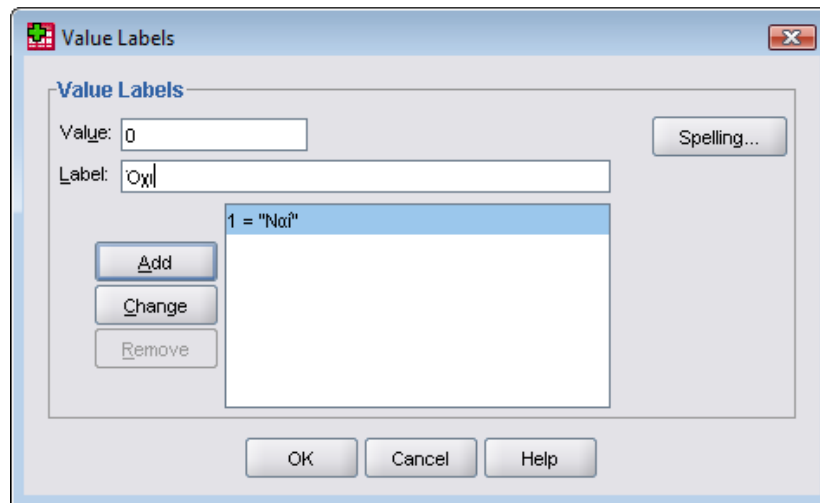 Value Labels
Value Labels
Value: 0
Spelling...
Label: Όχι
1 = "Ναί"
Add
Change
Remove
OK Cancel Help